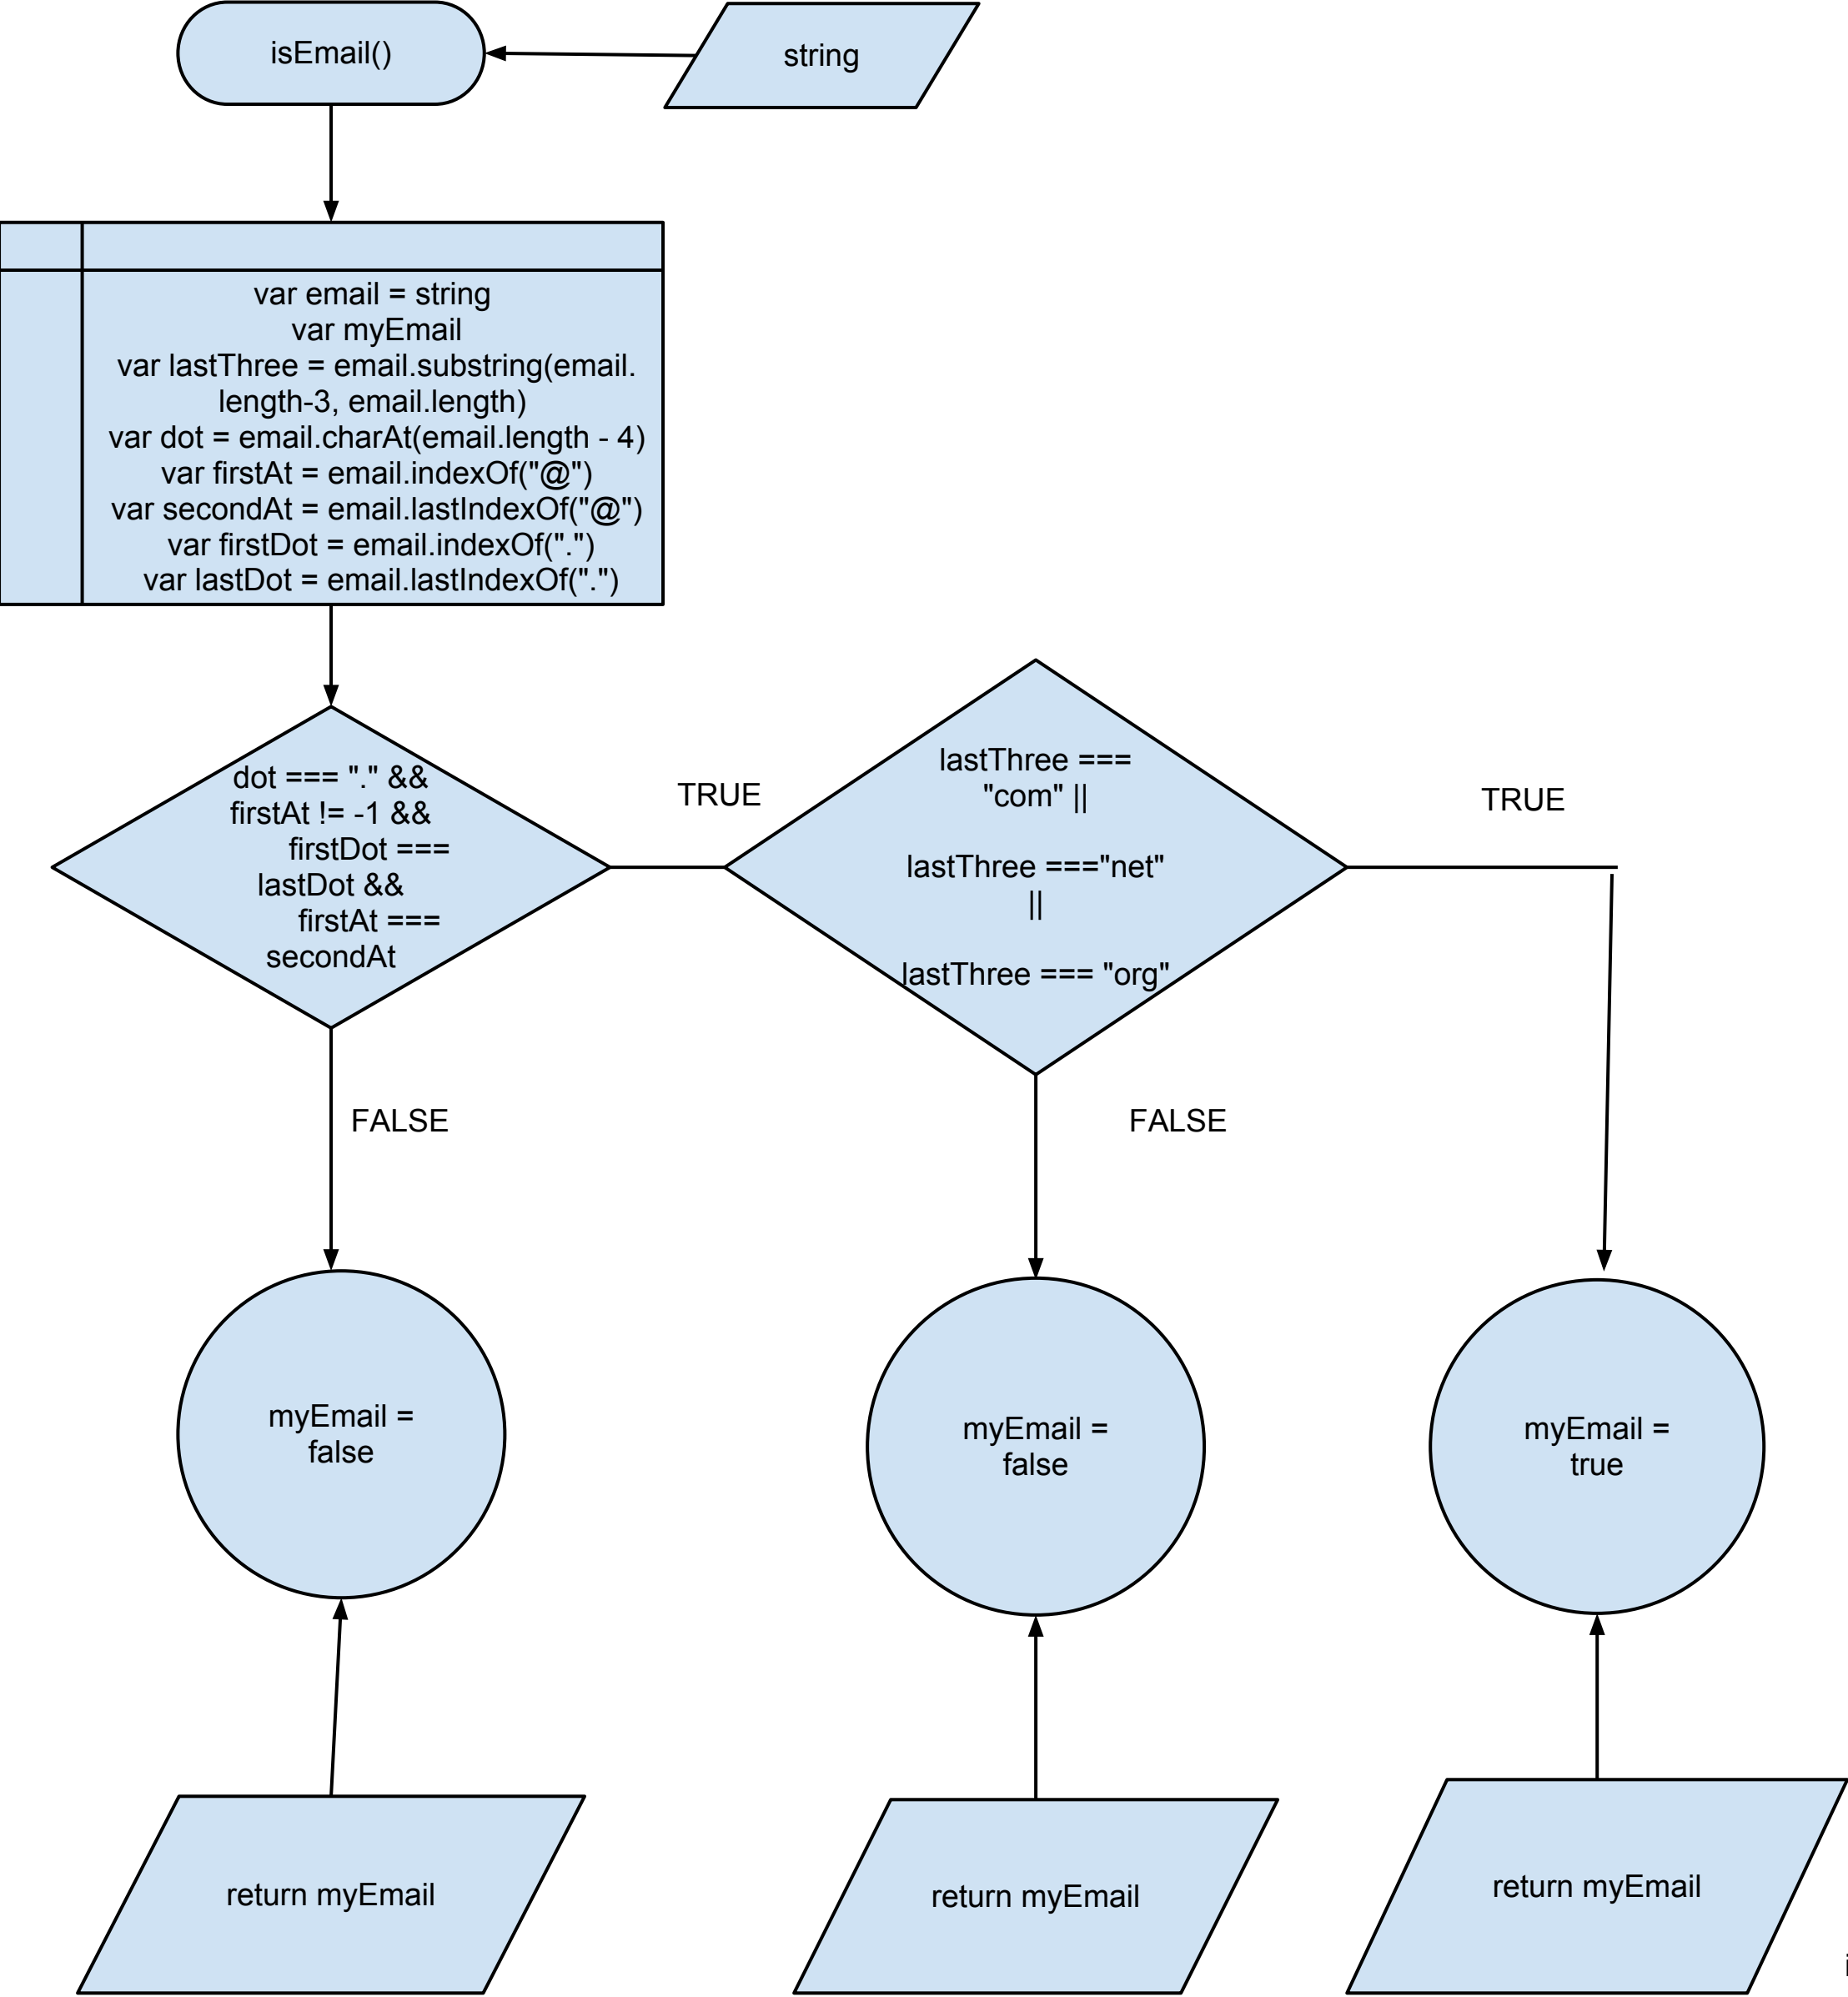 isEmail()
string
var email = string
var myEmail
var lastThree = email.substring(email.
length-3, email.length)
var dot = email.charAt(email.length - 4)
var firstAt = email.indexOf("@")
var secondAt = email.lastIndexOf("@")
var firstDot = email.indexOf(".")
var lastDot = email.lastIndexOf(".")
dot === "." &&
firstAt != -1 &&
firstDot ===
lastDot &&
firstAt ===
secondAt
TRUE
lastThree ===
"com" ||
lastThree ==="net"
||
lastThree === "org"
TRUE
FALSE
FALSE
myEmail =
false
myEmail =
false
myEmail =
true
return myEmail
return myEmail
return myEmail